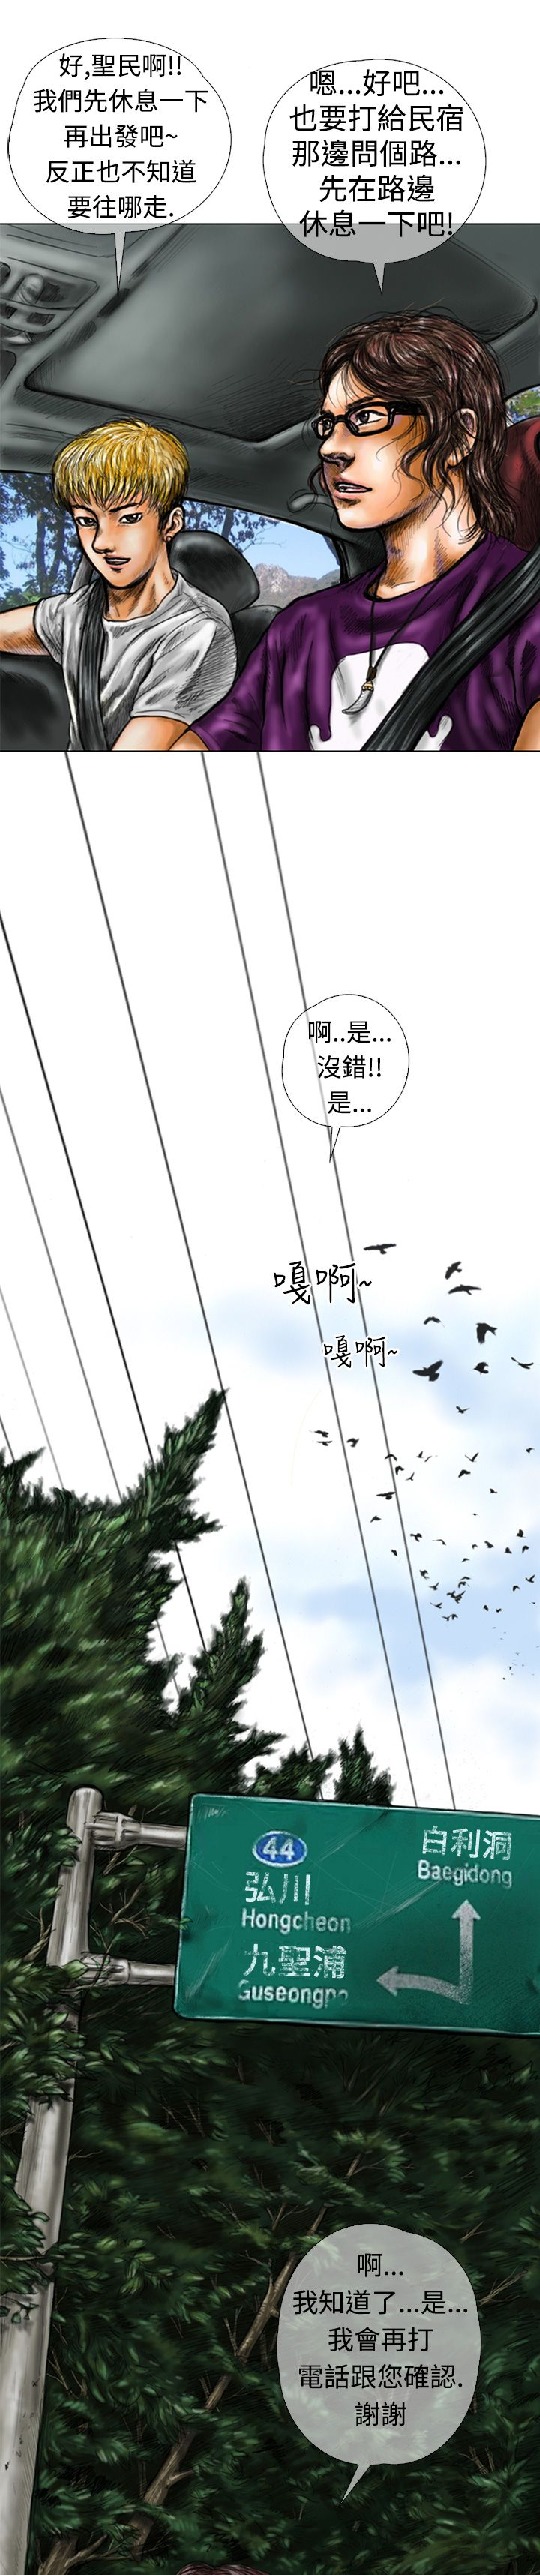 好,聖民啊!!
我們先休息一下
再出發吧~
反正也不知道
要往哪走.
嗯...好吧...
也要打給民宿
那邊問個路...
先在路邊
休息一下吧!
啊..是...
沒錯!!
是...
嘎啊~
嘎啊~
44
白利洞
Baegidong
弘川
Hongcheon
九聖浦
Guseongpo
啊...
我知道了...是...
我會再打
電話跟您確認.
謝謝